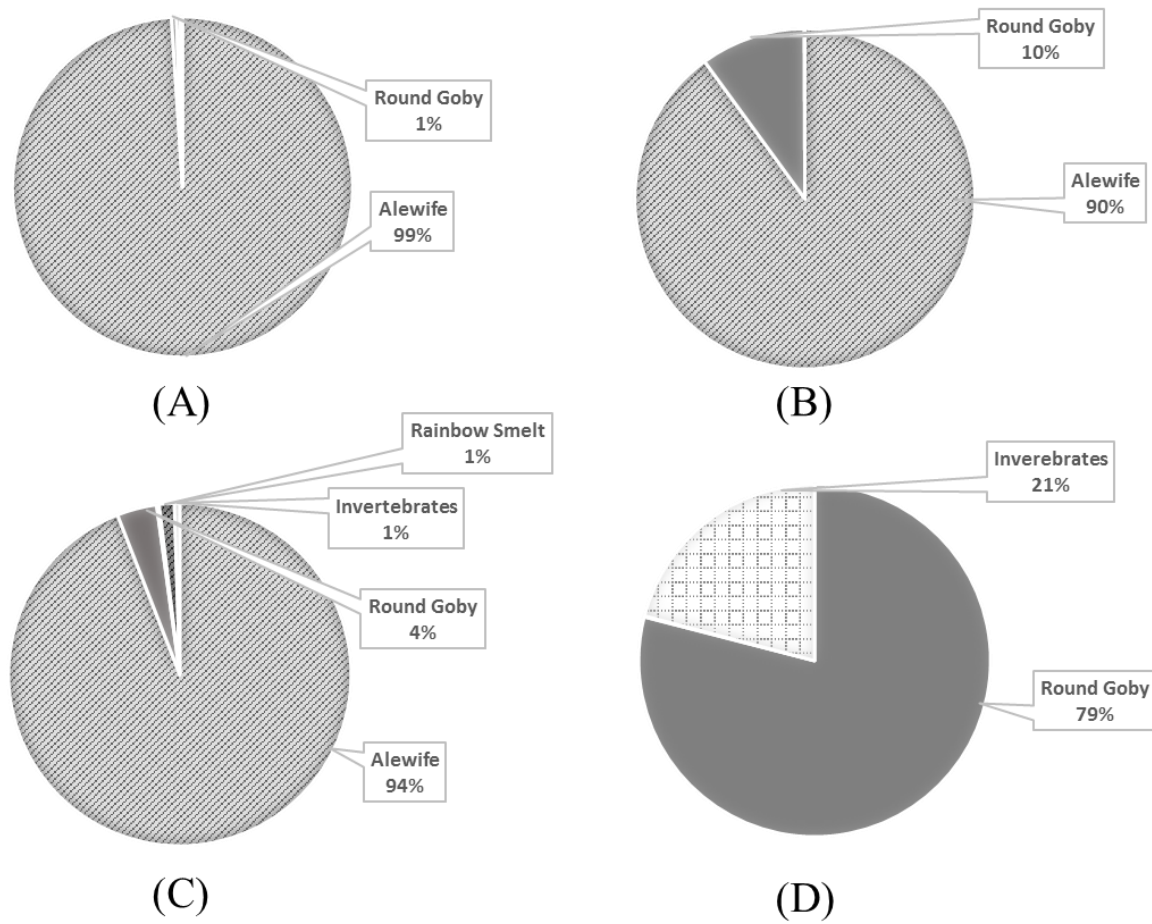 Round Goby
1%
Alewife
99%
(A)
Round Goby
10%
Alewife
90%
(B)
Rainbow Smelt
1%
Invertebrates
1%
Round Goby
4%
Alewife
94%
(C)
Inverebrates
21%
Round Goby
79%
(D)